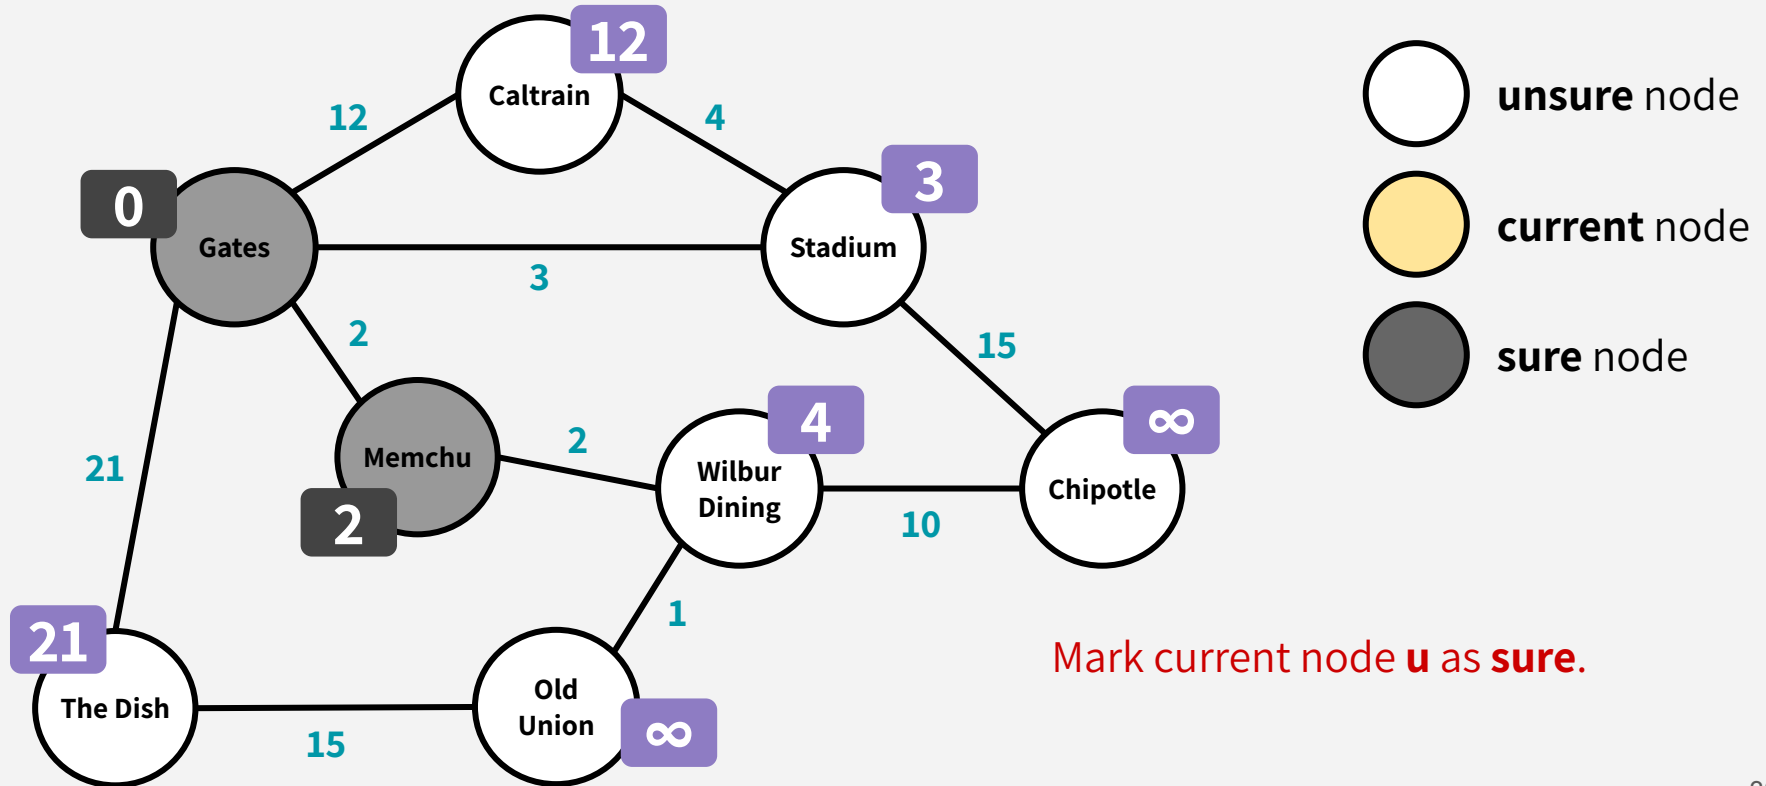 12
Caltrain
12
4
3
0
Gates
Stadium
3
2
15
∞
4
2
21
Memchu
Wilbur
Dining
Chipotle
2
10
1
21
The Dish
Old
Union
∞
15
unsure node
current node
sure node
Mark current node u as sure.